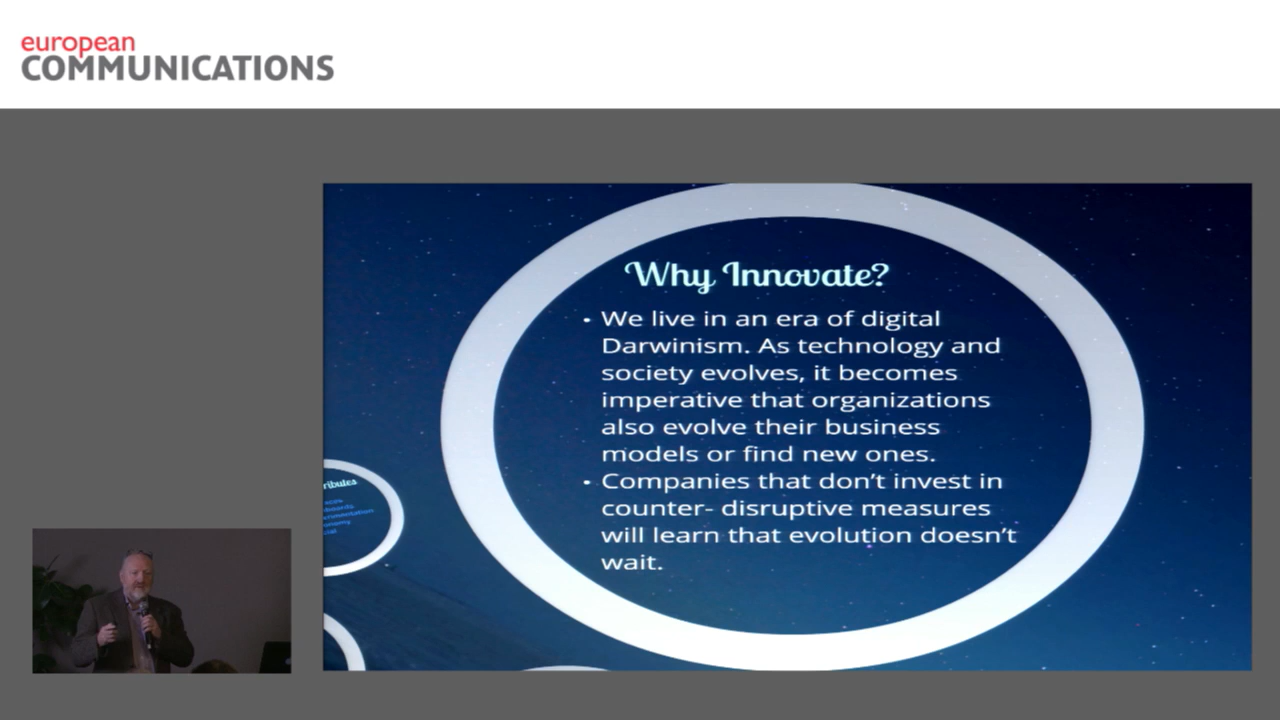 european
COMMUNICATIONS
Why Innovate?
• We live in an era of digital
Darwinism. As technology and
society evolves, it becomes
imperative that organizations
also evolve their business
models or find new ones.
• Companies that don't invest in
counter- disruptive measures
will learn that evolution doesn't
wait.